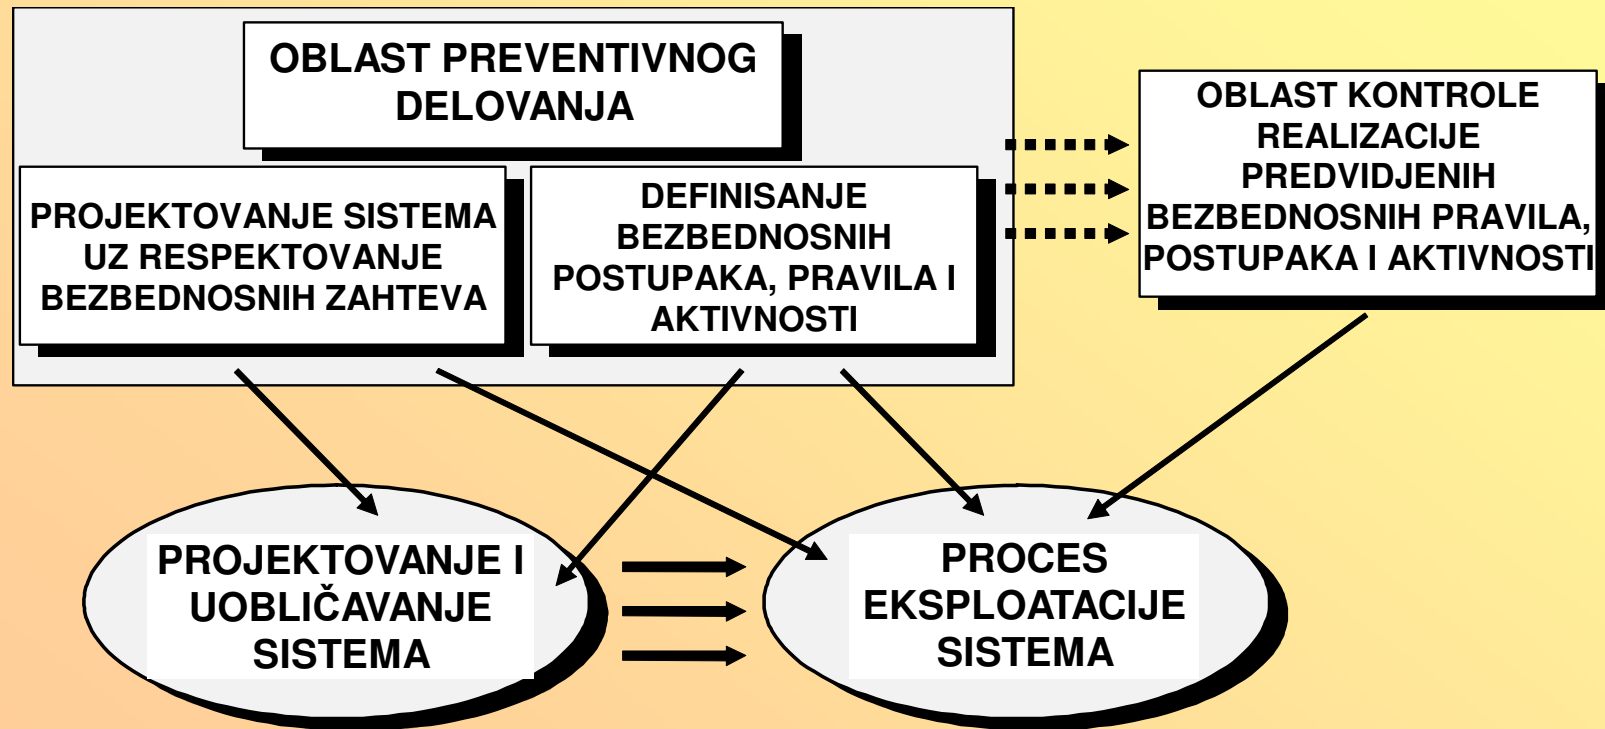 OBLAST PREVENTIVNOG
DELOVANJA
PROJEKTOVANJE SISTEMA
UZ RESPEKTOVANJE
BEZBEDNOSNIH ZAHTEVA
DEFINISANJE
BEZBEDNOSNIH
POSTUPAKA, PRAVILA I
AKTIVNOSTI
OBLAST KONTROLE
REALIZACIJE
PREDVIDJENIH
BEZBEDNOSNIH PRAVILA,
POSTUPAKA I AKTIVNOSTI
PROJEKTOVANJE I
UOBLIČAVANJE
SISTEMA
PROCES
EKSPLOATACIJE
SISTEMA